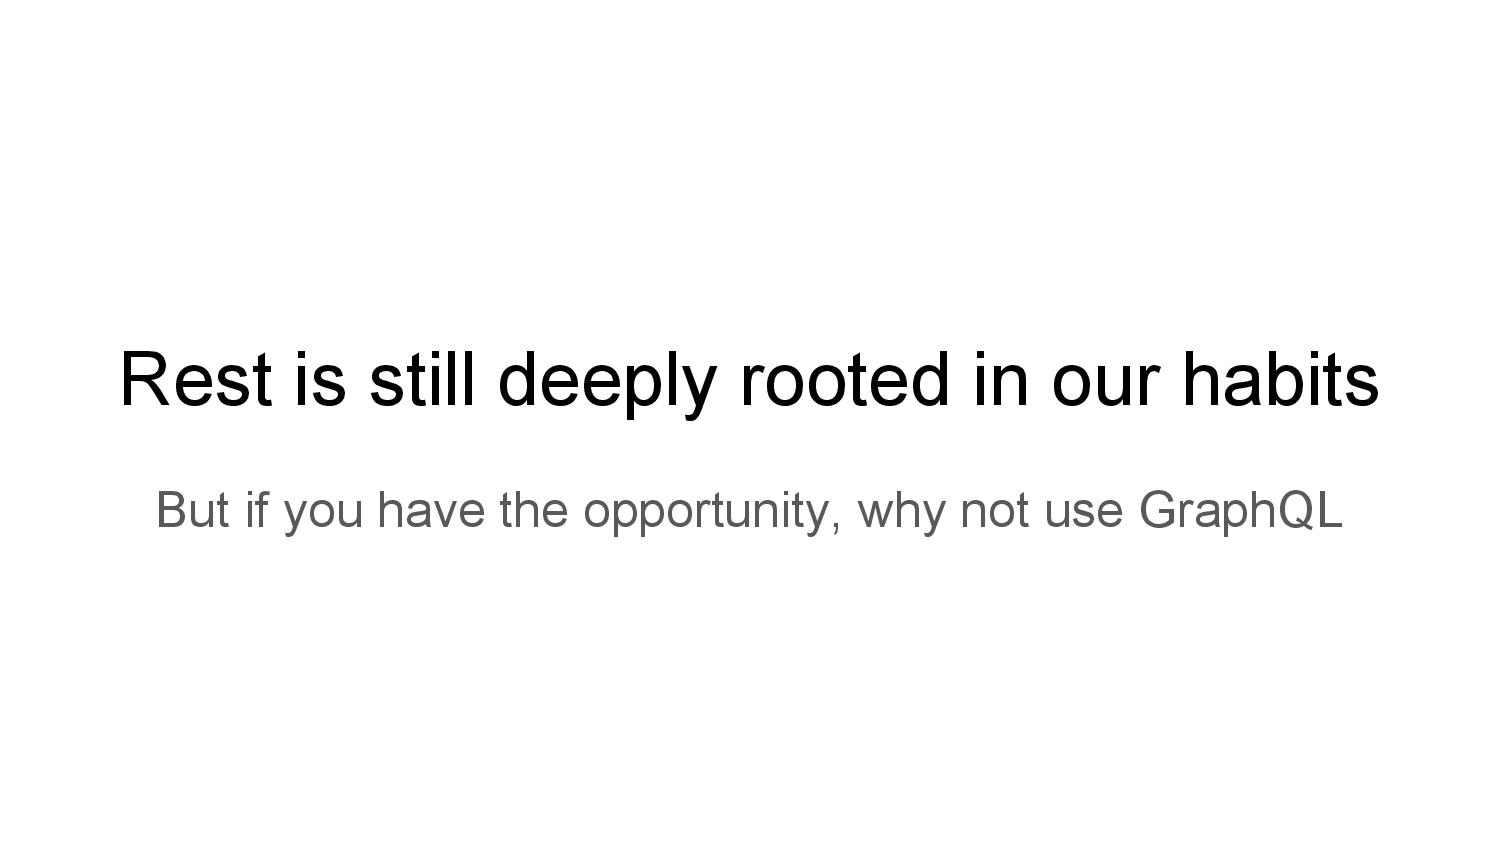 Rest is still deeply rooted in our habits
But if you have the opportunity, why not use GraphQL